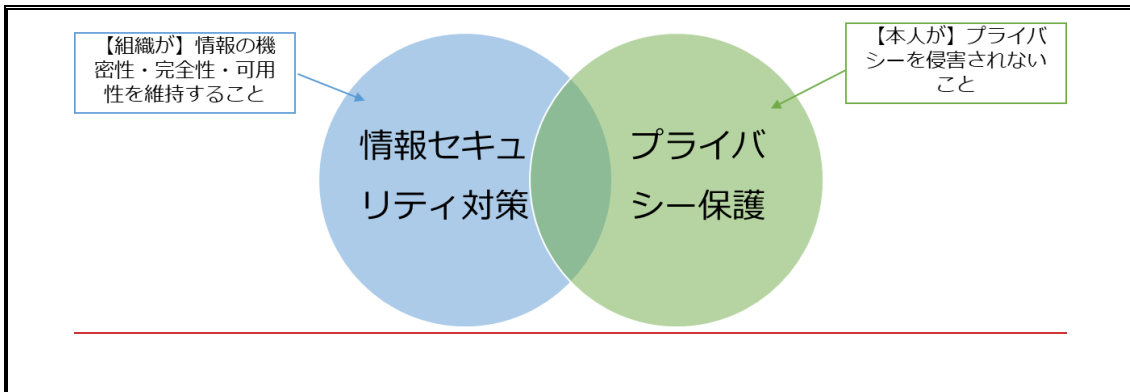 【組織が】情報の機
密性・完全性・可用
性を維持すること
【本人が】プライバ
シーを侵害されない
こと
情報セキュ
リティ対策
プライバ
シー保護